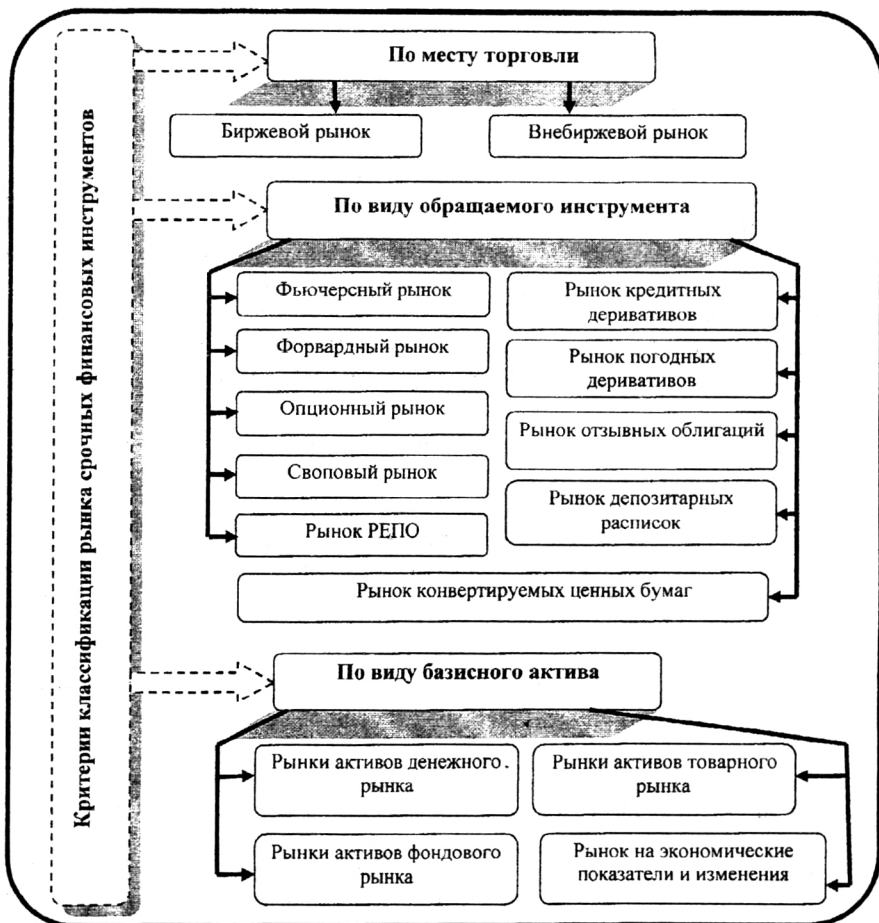 Критерии классификации рынка срочных финансовых инструментов
По месту торговли
Биржевой рынок
Внебиржевой рынок
По виду обращаемого инструмента
Фьючерсный рынок
Форвардный рынок
Опционный рынок
Своповый рынок
Рынок РЕПО
Рынок кредитных
деривативов
Рынок погодных
деривативов
Рынок отзывных облигаций
Рынок депозитарных
расписок
Рынок конвертируемых ценных бумаг
По виду базисного актива
Рынки активов денежного
рынка
Рынки активов фондового
рынка
Рынки активов товарного
рынка
Рынок на экономические
показатели и изменения